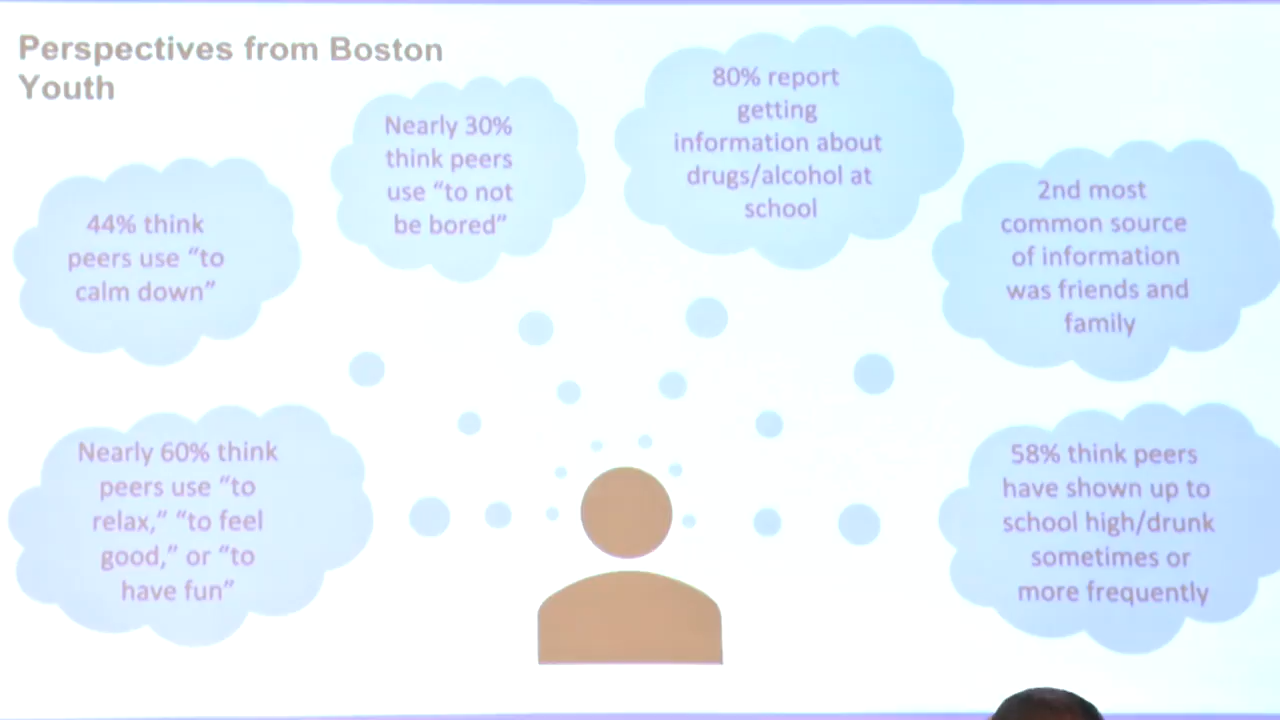 Perspectives from Boston
Youth
Nearly 60% think
peers use “to
relax,” “to feel
good,” or “to
have fun”
44% think
peers use “to
calm down”
Nearly 30%
think peers
use “to not
be bored”
80% report
getting
information about
drugs/alcohol at
school
2nd most
common source
of information
was friends and
family
58% think peers
have shown up to
school high/drunk
sometimes or
more frequently